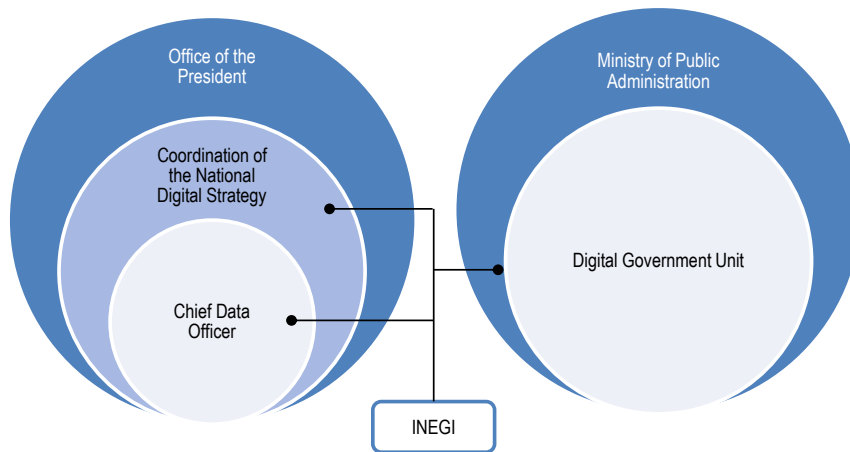 Office of the
President
Coordination of
the National
Digital Strategy
Chief Data
Officer
Ministry of Public
Administration
Digital Government Unit
INEGI